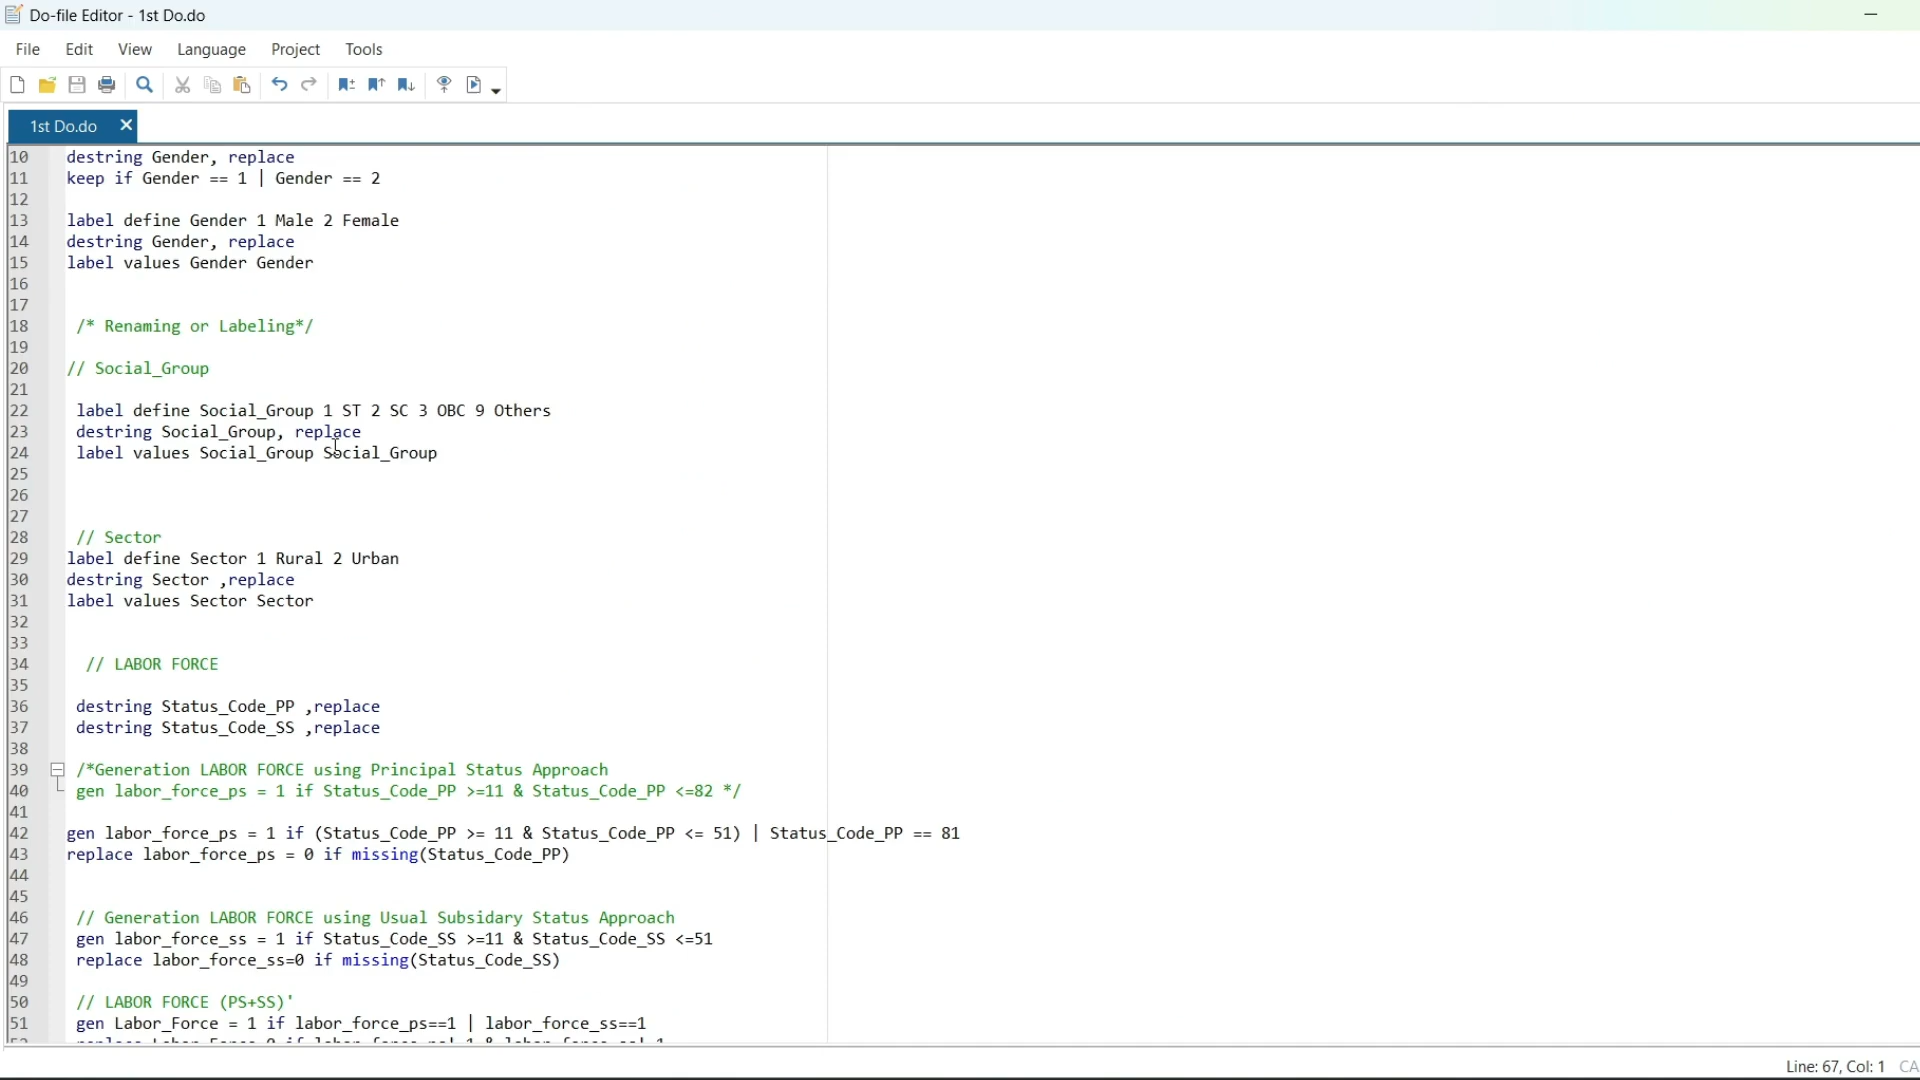 Do-file Editor - 1st Do.do
File Edit View Language Project Tools
1st Do.do
10 destring Gender, replace
11 keep if Gender == 1 | Gender == 2
12
13 label define Gender 1 Male 2 Female
14 destring Gender, replace
15 label values Gender Gender
16
17
18 /* Renaming or Labeling*/
19
20 // Social_Group
21
22 label define Social_Group 1 ST 2 SC 3 OBC 9 Others
23 destring Social_Group, replace
24 label values Social_Group Social_Group
25
26
27
28 // Sector
29 label define Sector 1 Rural 2 Urban
30 destring Sector ,replace
31 label values Sector Sector
32
33
34 // LABOR FORCE
35
36 destring Status_Code_PP ,replace
37 destring Status_Code_SS ,replace
38
39 /*Generation LABOR FORCE using Principal Status Approach
40 gen labor_force_ps = 1 if Status_Code_PP >=11 & Status_Code_PP <=82 */
41
42 gen labor_force_ps = 1 if (Status_Code_PP >= 11 & Status_Code_PP <= 51) | Status_Code_PP == 81
43 replace labor_force_ps = 0 if missing(Status_Code_PP)
44
45
46 // Generation LABOR FORCE using Usual Subsidary Status Approach
47 gen labor_force_ss = 1 if Status_Code_SS >=11 & Status_Code_SS <=51
48 replace labor_force_ss=0 if missing(Status_Code_SS)
49
50 // LABOR FORCE (PS+SS)'
51 gen Labor_Force = 1 if labor_force_ps==1 | labor_force_ss==1
Line: 67, Col: 1 CA